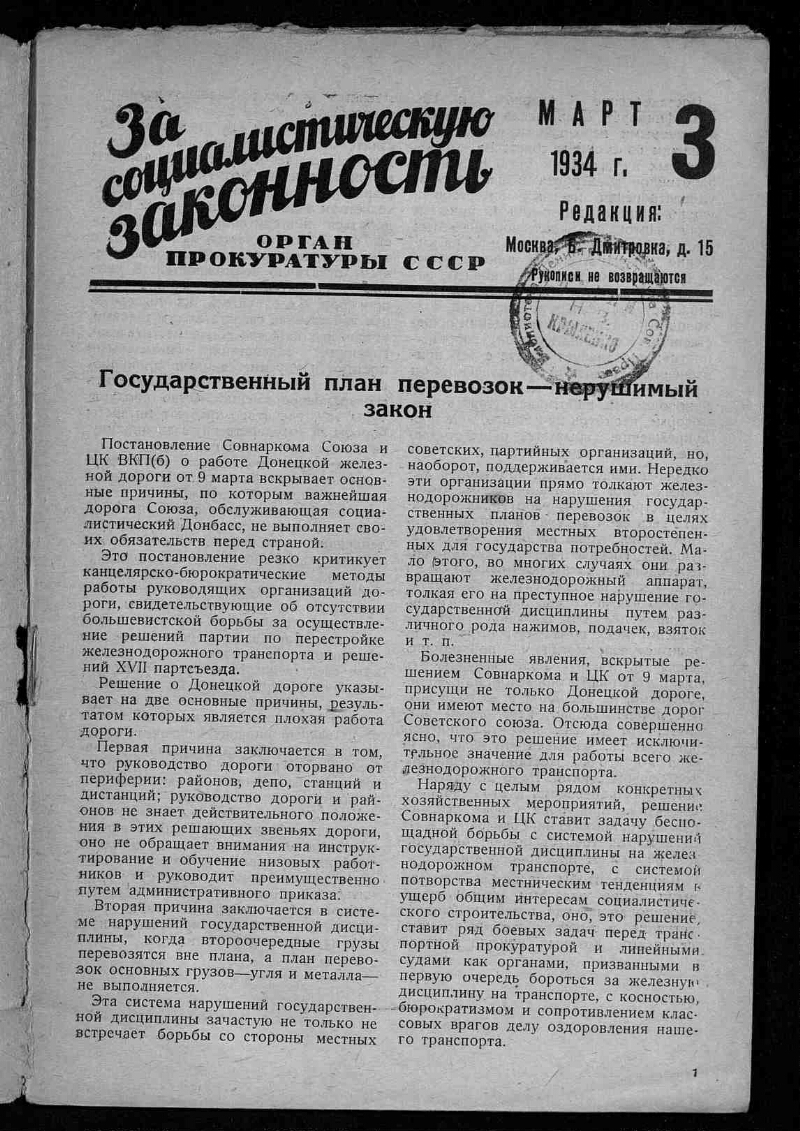 За
социалистическую
законность
ОРГАН
ПРОКУРАТУРЫ СССР
МАРТ
1934 г.
3
Редакция:
Москва, Б. Дмитровка, д. 15
Рукописи не возвращаются
Государственный план перевозок—нерушимый
закон
Постановление Совнаркома Союза и
ЦК ВКП(б) о работе Донецкой желез-
ной дороги от 9 марта вскрывает основ-
ные причины, по которым важнейшая
дорога Союза, обслуживающая социа-
листический Донбасс, не выполняет сво-
их обязательств перед страной.
Это постановление резко критикует
канцелярско-бюрократические методы
работы руководящих организаций до-
роги, свидетельствующие об отсутствии
большевистской борьбы за осуществле-
ние решений партии по перестройке
железнодорожного транспорта и реше-
ний XVII партсъезда.
Решение о Донецкой дороге указы-
вает на две основные причины, резуль-
татом которых является плохая работа
дороги.
Первая причина заключается в том,
что руководство дороги оторвано от
периферии: районов, депо, станций и
дистанций; руководство дороги и рай-
онов не знает действительного положе-
ния в этих решающих звеньях дороги,
оно не обращает внимания на инструк-
тирование и обучение низовых работ-
ников и руководит преимущественно
путем административного приказа.
Вторая причина заключается в систе-
ме нарушений государственной дисци-
плины, когда второочередные грузы
перевозятся вне плана, а план перево-
зок основных грузов—угля и металла—
не выполняется.
Эта система нарушений государствен-
ной дисциплины зачастую не только не
встречает борьбы со стороны местных
советских, партийных организаций, но,
наоборот, поддерживается ими. Нередко
эти организации прямо толкают желез-
нодорожников на нарушения государ-
ственных планов перевозок в целях
удовлетворения местных второстепен-
ных для государства потребностей. Ма-
ло этого, во многих случаях они раз-
вращают железнодорожный аппарат,
толкая его на преступное нарушение го-
сударственной дисциплины путем раз-
личного рода нажимов, подачек, взяток
и т. п.
Болезненные явления, вскрытые ре-
шением Совнаркома и ЦК от 9 марта,
присущи не только Донецкой дороге,
они имеют место на большинстве дорог
Советского союза. Отсюда совершенно
ясно, что это решение имеет исключи-
тельное значение для работы всего же-
лезнодорожного транспорта.
Наряду с целым рядом конкретных
хозяйственных мероприятий, решение
Совнаркома и ЦК ставит задачу беспо-
щадной борьбы с системой нарушений
государственной дисциплины на желез
нодорожном транспорте, с системой
потворства местническим тенденциям в
ущерб общим интересам социалистиче-
ского строительства, оно, это решение,
ставит ряд боевых задач перед транс-
портной прокуратурой и линейными
судами как органами, призванными в
первую очередь бороться за железную
дисциплину на транспорте, с косностью,
бюрократизмом и сопротивлением клас-
совых врагов делу оздоровления наше-
го транспорта.
1